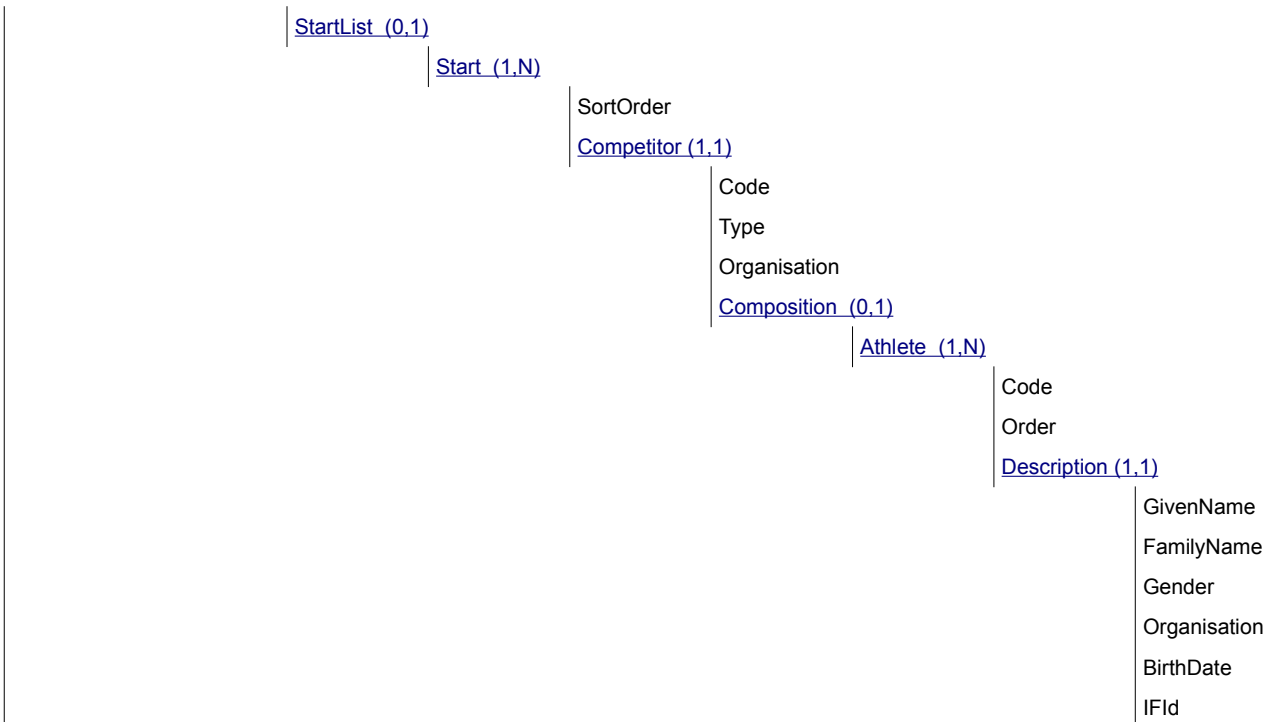 StartList (0,1)
Start (1,N)
SortOrder
Competitor (1,1)
Code
Type
Organisation
Composition (0,1)
Athlete (1,N)
Code
Order
Description (1,1)
GivenName
FamilyName
Gender
Organisation
BirthDate
IFId